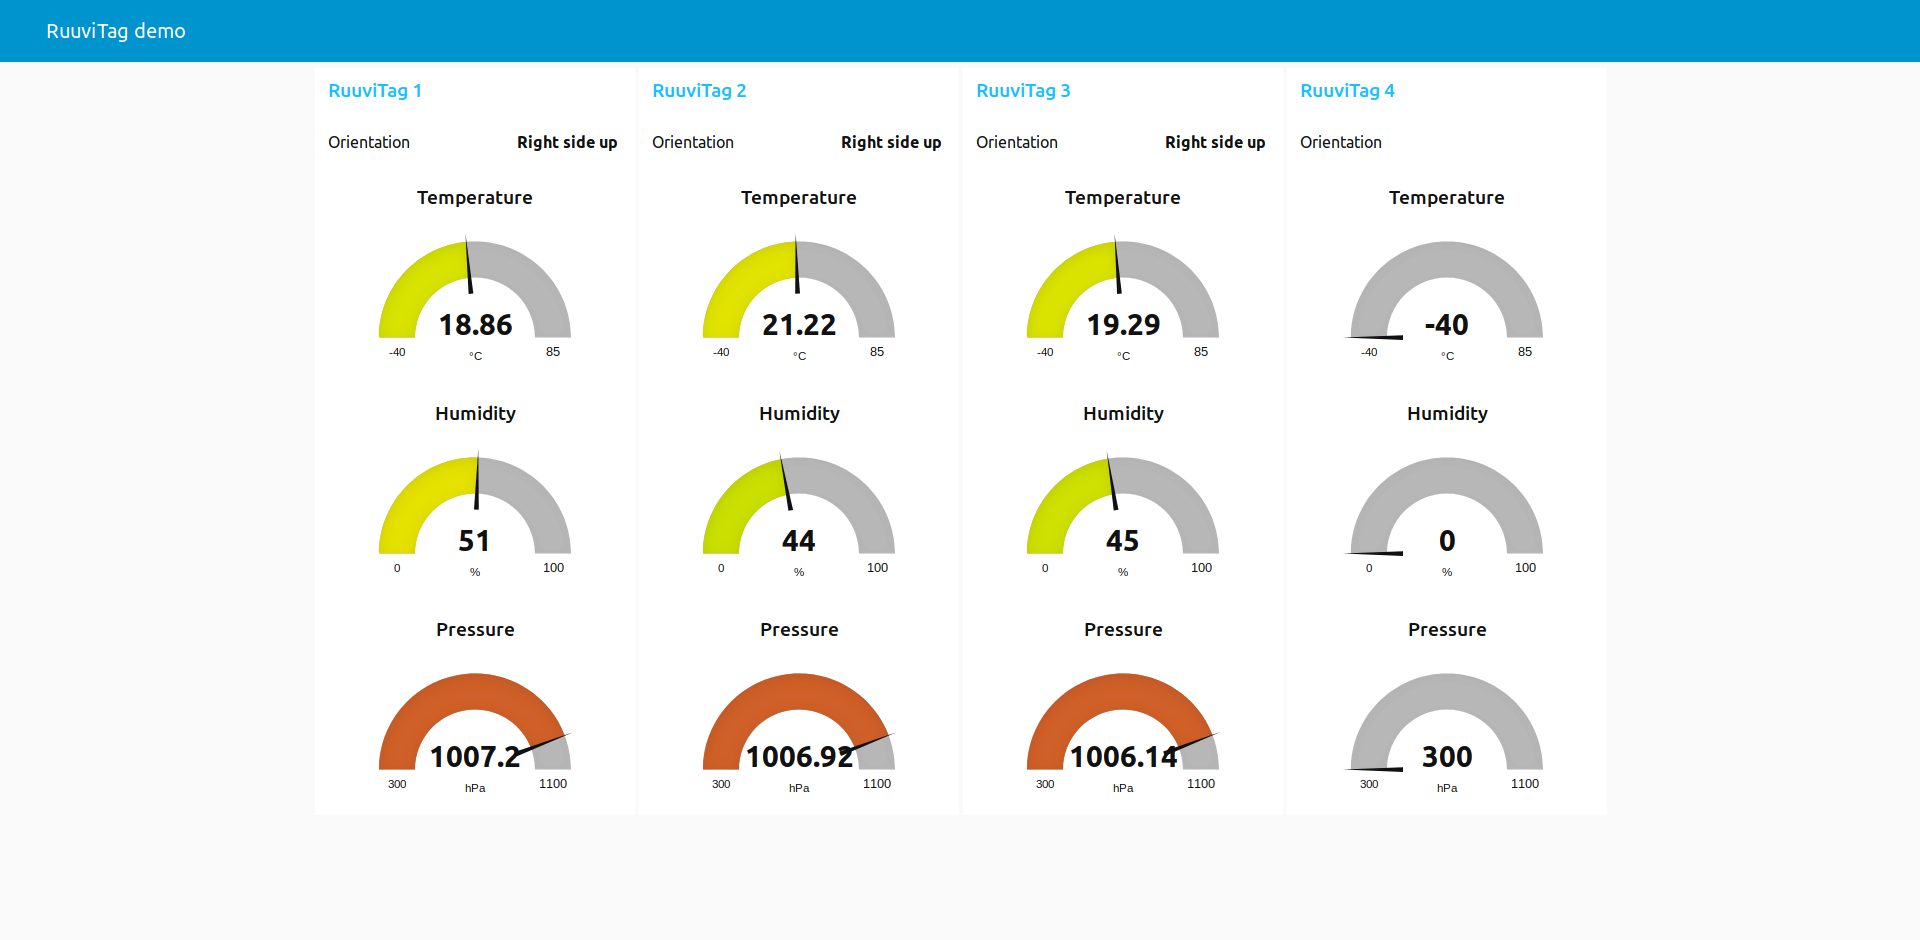 RuuviTag demo
RuuviTag 1
Orientation Right side up
Temperature
18.86
-40 °C 85
Humidity
51
0 % 100
Pressure
1007.2
300 hPa 1100
RuuviTag 2
Orientation Right side up
Temperature
21.22
-40 °C 85
Humidity
44
0 % 100
Pressure
1006.92
300 hPa 1100
RuuviTag 3
Orientation Right side up
Temperature
19.29
-40 °C 85
Humidity
45
0 % 100
Pressure
1006.14
300 hPa 1100
RuuviTag 4
Orientation
Temperature
-40
-40 °C 85
Humidity
0
0 % 100
Pressure
300
300 hPa 1100